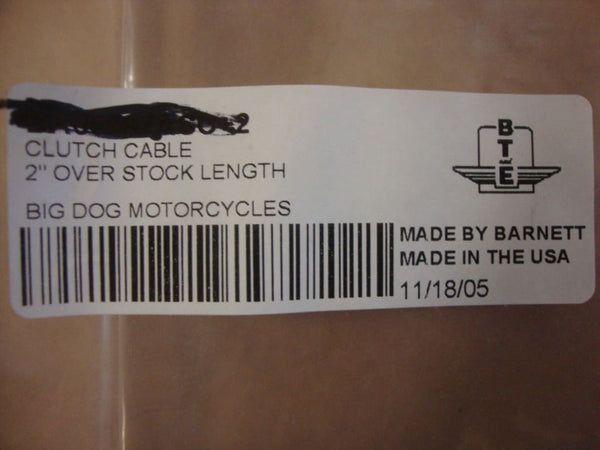 CLUTCH CABLE
2" OVER STOCK LENGTH
BIG DOG MOTORCYCLES
BT&E
MADE BY BARNETT
MADE IN THE USA
11/18/05